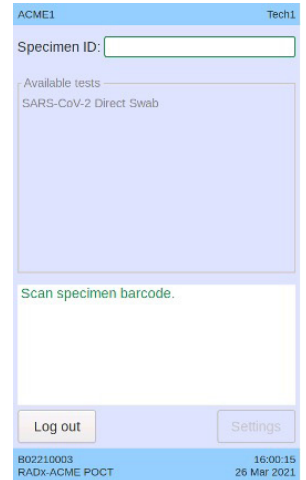 ACME1 Tech1
Specimen ID:
Available tests
SARS-CoV-2 Direct Swab
Scan specimen barcode.
Log out Settings
B02210003 16:00:15
RADx-ACME POCT 26 Mar 2021